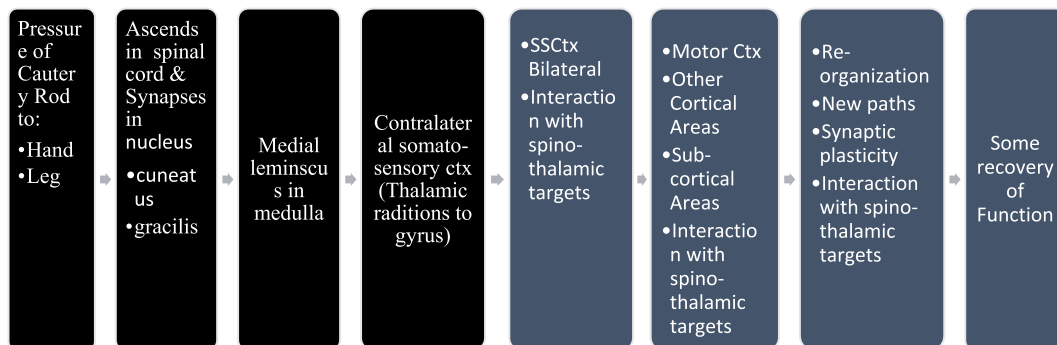 Pressur
e of
Cauter
y Rod
to:
•Hand
•Leg
Ascends
in spinal
cord &
Synapses
in
nucleus
•cuneat
us
•gracilis
Medial
leminscu
s in
medulla
Contralater
al somato-
sensory ctx
(Thalamic
raditions to
gyrus)
•SSCtx
Bilateral
•Interactio
n with
spino-
thalamic
targets
•Motor Ctx
•Other
Cortical
Areas
•Sub-
cortical
Areas
•Interactio
n with
spino-
thalamic
targets
•Re-
organization
•New paths
•Synaptic
plasticity
•Interaction
with spino-
thalamic
targets
Some
recovery
of
Function